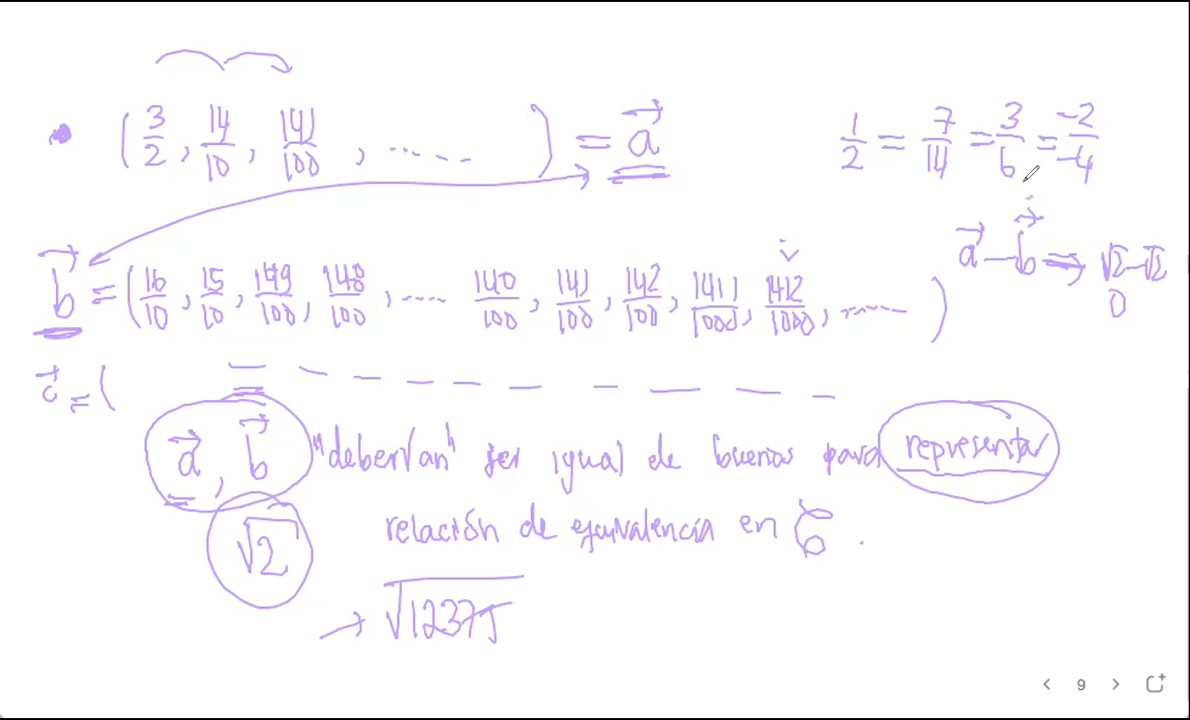 • (3/2, 14/10, 141/100, ..... ) = a⃗
1/2 = 7/14 = 3/6 = -2/-4
b⃗ = (16/10, 15/10, 149/100, 148/100, .... 140/100, 141/100, 142/100, 1411/1000, 1412/1000, ...... )
a⃗ - b⃗ ⇒ √2 - √2
0
c⃗ = (
a⃗, b⃗ "deberían" ser igual de buenas para representar
√2 relación de equivalencia en
→ √12375
9